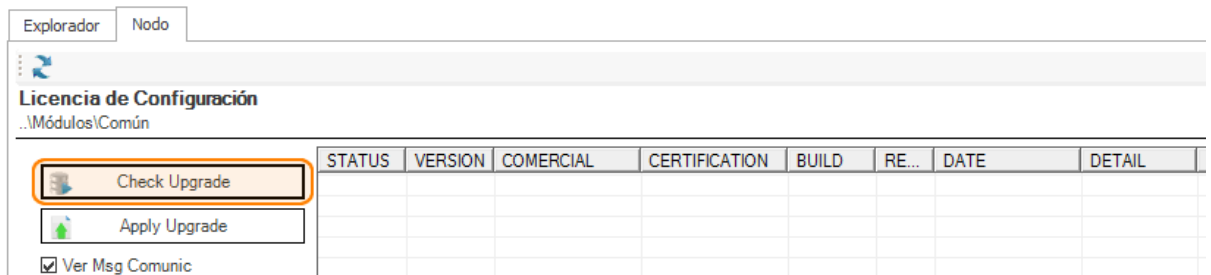 Explorador Nodo
Licencia de Configuración
..\Módulos\Común
STATUS VERSION COMERCIAL CERTIFICATION BUILD RE... DATE DETAIL
Check Upgrade
Apply Upgrade
Ver Msg Comunic